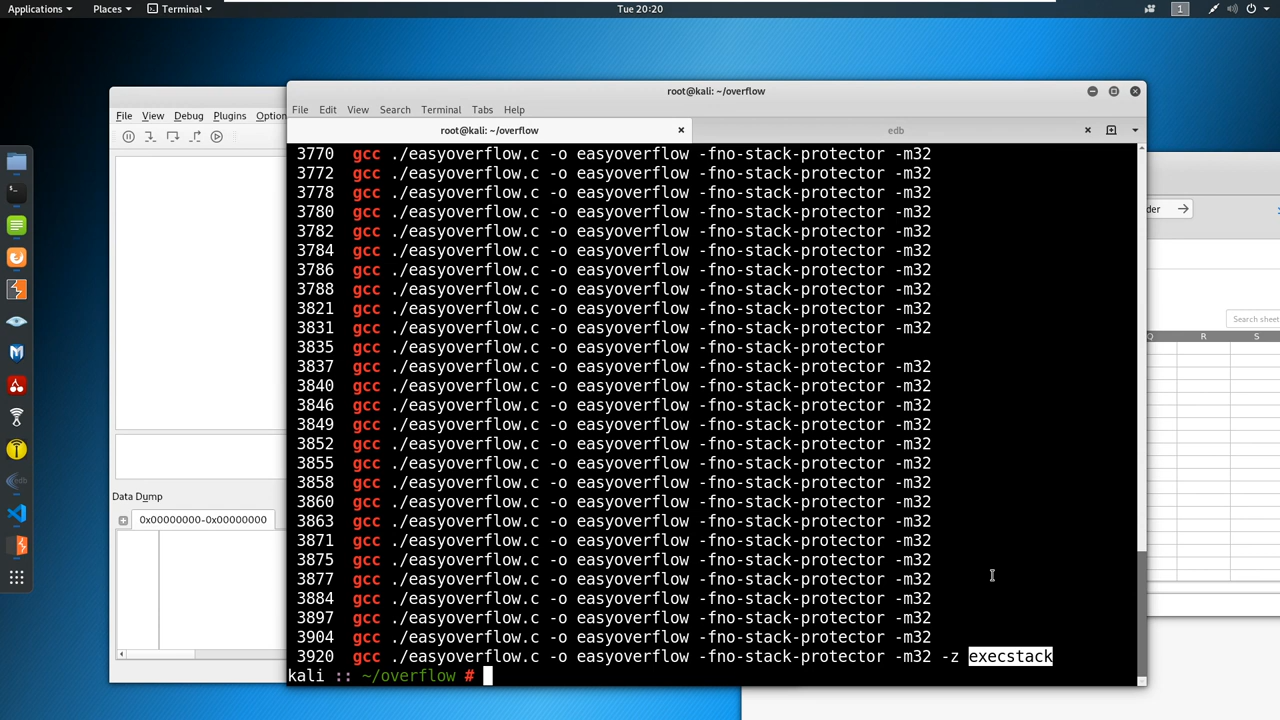 Applications
Places
Terminal
Tue 20:20
1
root@kali: ~/overflow
File View Debug Plugins Option
File Edit View Search Terminal Tabs Help
root@kali: ~/overflow
edb
3770 gcc ./easyoverflow.c -o easyoverflow -fno-stack-protector -m32
3772 gcc ./easyoverflow.c -o easyoverflow -fno-stack-protector -m32
3778 gcc ./easyoverflow.c -o easyoverflow -fno-stack-protector -m32
3780 gcc ./easyoverflow.c -o easyoverflow -fno-stack-protector -m32
3782 gcc ./easyoverflow.c -o easyoverflow -fno-stack-protector -m32
3784 gcc ./easyoverflow.c -o easyoverflow -fno-stack-protector -m32
3786 gcc ./easyoverflow.c -o easyoverflow -fno-stack-protector -m32
3788 gcc ./easyoverflow.c -o easyoverflow -fno-stack-protector -m32
3821 gcc ./easyoverflow.c -o easyoverflow -fno-stack-protector -m32
3831 gcc ./easyoverflow.c -o easyoverflow -fno-stack-protector -m32
3835 gcc ./easyoverflow.c -o easyoverflow -fno-stack-protector
3837 gcc ./easyoverflow.c -o easyoverflow -fno-stack-protector -m32
3840 gcc ./easyoverflow.c -o easyoverflow -fno-stack-protector -m32
3846 gcc ./easyoverflow.c -o easyoverflow -fno-stack-protector -m32
3849 gcc ./easyoverflow.c -o easyoverflow -fno-stack-protector -m32
3852 gcc ./easyoverflow.c -o easyoverflow -fno-stack-protector -m32
3855 gcc ./easyoverflow.c -o easyoverflow -fno-stack-protector -m32
3858 gcc ./easyoverflow.c -o easyoverflow -fno-stack-protector -m32
3860 gcc ./easyoverflow.c -o easyoverflow -fno-stack-protector -m32
3863 gcc ./easyoverflow.c -o easyoverflow -fno-stack-protector -m32
3871 gcc ./easyoverflow.c -o easyoverflow -fno-stack-protector -m32
3875 gcc ./easyoverflow.c -o easyoverflow -fno-stack-protector -m32
3877 gcc ./easyoverflow.c -o easyoverflow -fno-stack-protector -m32
3884 gcc ./easyoverflow.c -o easyoverflow -fno-stack-protector -m32
3897 gcc ./easyoverflow.c -o easyoverflow -fno-stack-protector -m32
3904 gcc ./easyoverflow.c -o easyoverflow -fno-stack-protector -m32
3920 gcc ./easyoverflow.c -o easyoverflow -fno-stack-protector -m32 -z execstack
kali :: ~/overflow #
Data Dump
0x00000000-0x00000000
der
Search sheet
Q R S